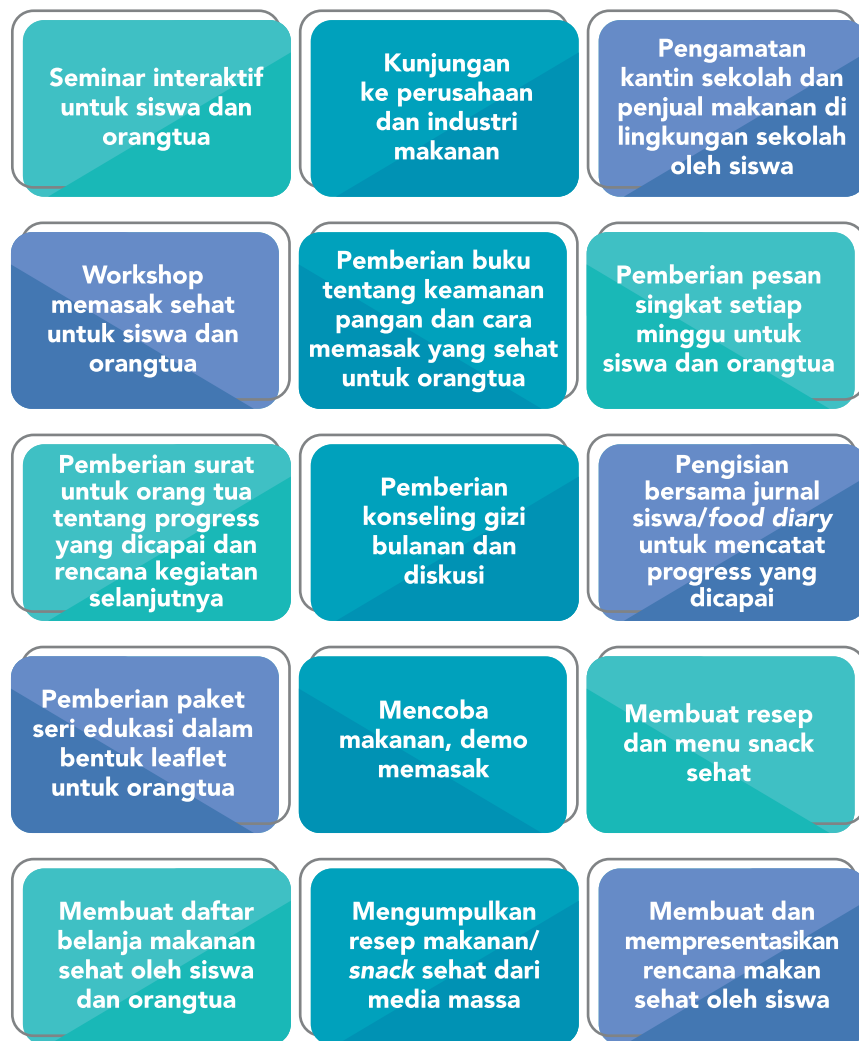 Seminar interaktif
untuk siswa dan
orangtua
Kunjungan
ke perusahaan
dan industri
makanan
Pengamatan
kantin sekolah dan
penjual makanan di
lingkungan sekolah
oleh siswa
Workshop
memasak sehat
untuk siswa dan
orangtua
Pemberian buku
tentang keamanan
pangan dan cara
memasak yang sehat
untuk orangtua
Pemberian pesan
singkat setiap
minggu untuk
siswa dan orangtua
Pemberian surat
untuk orang tua
tentang progress
yang dicapai dan
rencana kegiatan
selanjutnya
Pemberian
konseling gizi
bulanan dan
diskusi
Pengisian
bersama jurnal
siswa/food diary
untuk mencatat
progress yang
dicapai
Pemberian paket
seri edukasi dalam
bentuk leaflet
untuk orangtua
Mencoba
makanan, demo
memasak
Membuat resep
dan menu snack
sehat
Membuat daftar
belanja makanan
sehat oleh siswa
dan orangtua
Mengumpulkan
resep makanan/
snack sehat dari
media massa
Membuat dan
mempresentasikan
rencana makan
sehat oleh siswa